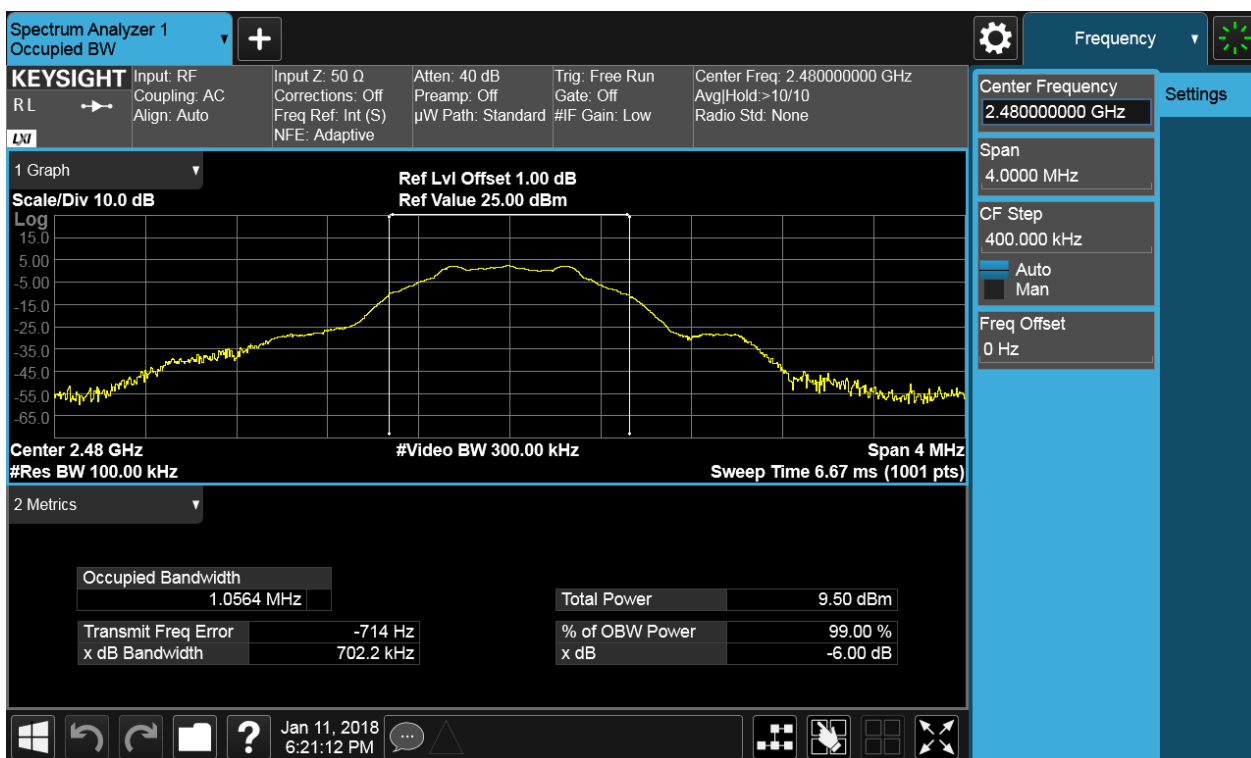 Spectrum Analyzer 1
Occupied BW
+
Frequency
KEYSIGHT
R L
LXI
Input: RF
Coupling: AC
Align: Auto
Input Z: 50 Ω
Corrections: Off
Freq Ref: Int (S)
NFE: Adaptive
Atten: 40 dB
Preamp: Off
µW Path: Standard
Trig: Free Run
Gate: Off
#IF Gain: Low
Center Freq: 2.480000000 GHz
Avg|Hold:>10/10
Radio Std: None
Center Frequency
2.480000000 GHz
Settings
Span
4.0000 MHz
CF Step
400.000 kHz
Auto
Man
Freq Offset
0 Hz
1 Graph
Scale/Div 10.0 dB
Ref Lvl Offset 1.00 dB
Ref Value 25.00 dBm
Log
15.0
5.00
-5.00
-15.0
-25.0
-35.0
-45.0
-55.0
-65.0
Center 2.48 GHz
#Video BW 300.00 kHz
Span 4 MHz
#Res BW 100.00 kHz
Sweep Time 6.67 ms (1001 pts)
2 Metrics
Occupied Bandwidth
1.0564 MHz
Total Power 9.50 dBm
Transmit Freq Error -714 Hz
% of OBW Power 99.00 %
x dB Bandwidth 702.2 kHz
x dB -6.00 dB
?
Jan 11, 2018
6:21:12 PM